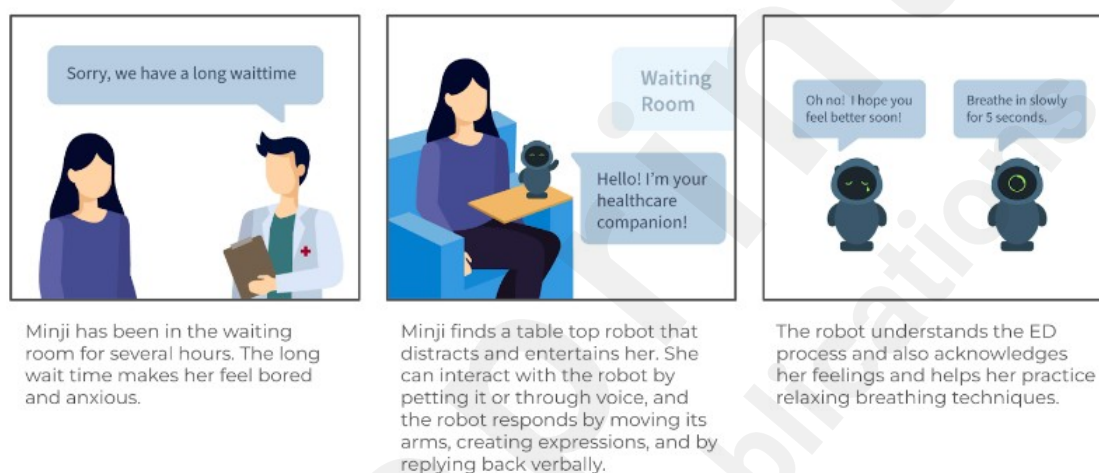 Sorry, we have a long waittime
Minji has been in the waiting
room for several hours. The long
wait time makes her feel bored
and anxious.
Waiting
Room
Hello! I'm your
healthcare
companion!
Minji finds a table top robot that
distracts and entertains her. She
can interact with the robot by
petting it or through voice, and
the robot responds by moving its
arms, creating expressions, and by
replying back verbally.
Oh no! I hope you
feel better soon!
Breathe in slowly
for 5 seconds.
The robot understands the ED
process and also acknowledges
her feelings and helps her practice
relaxing breathing techniques.